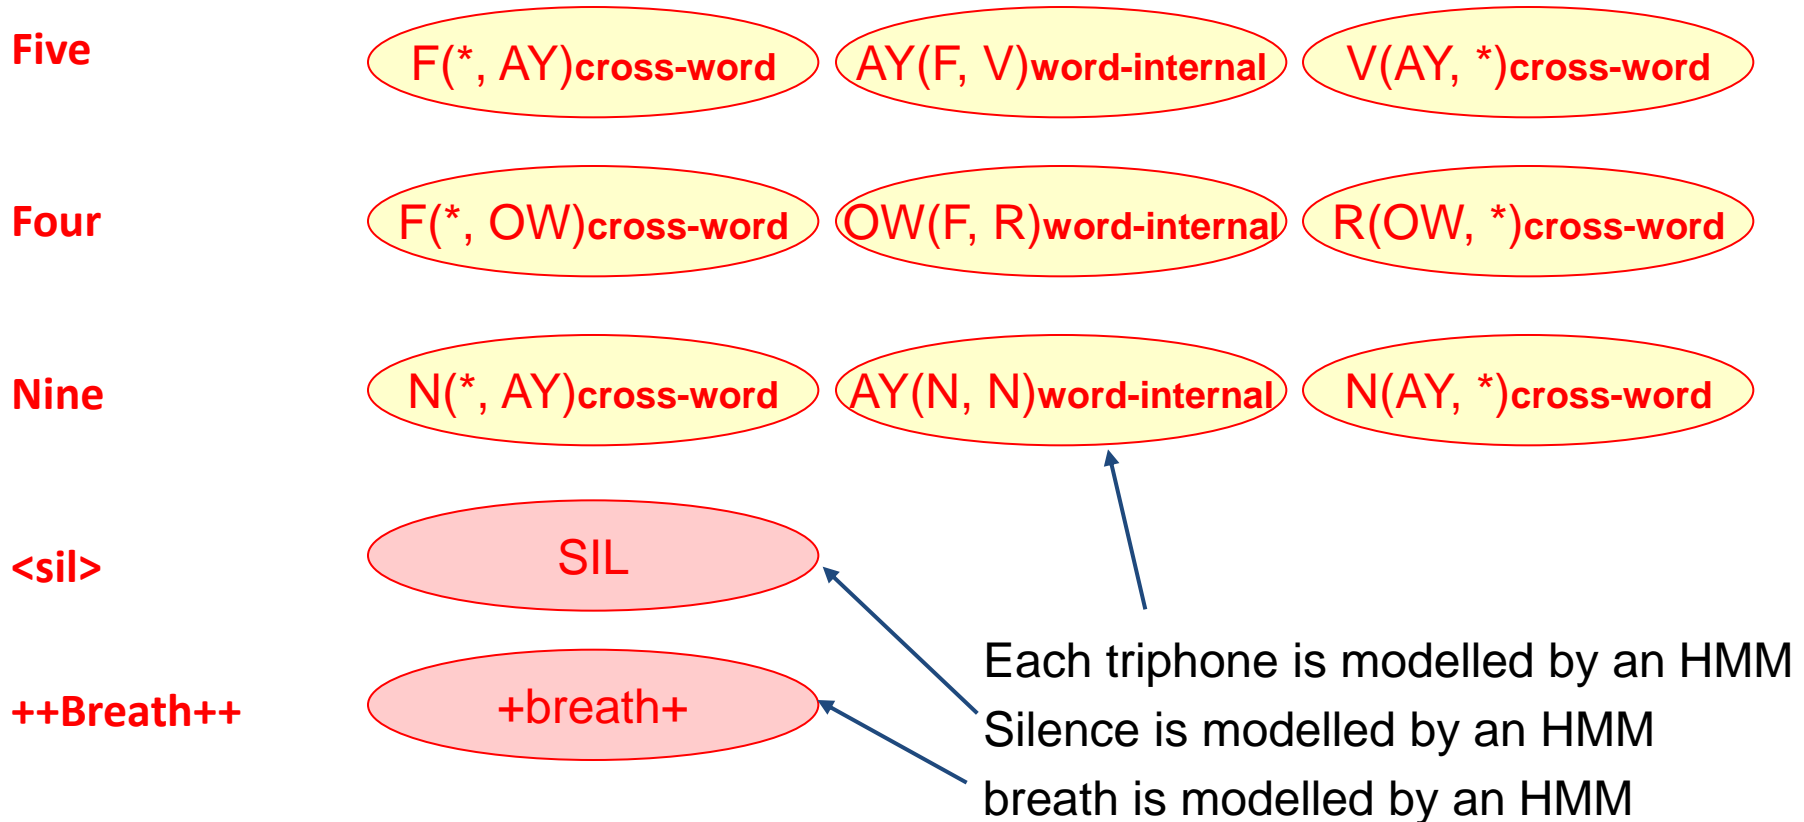 Five F(*, AY)cross-word AY(F, V)word-internal V(AY, *)cross-word
Four F(*, OW)cross-word OW(F, R)word-internal R(OW, *)cross-word
Nine N(*, AY)cross-word AY(N, N)word-internal N(AY, *)cross-word
<sil> SIL
++Breath++ +breath+
Each triphone is modelled by an HMM
Silence is modelled by an HMM
breath is modelled by an HMM